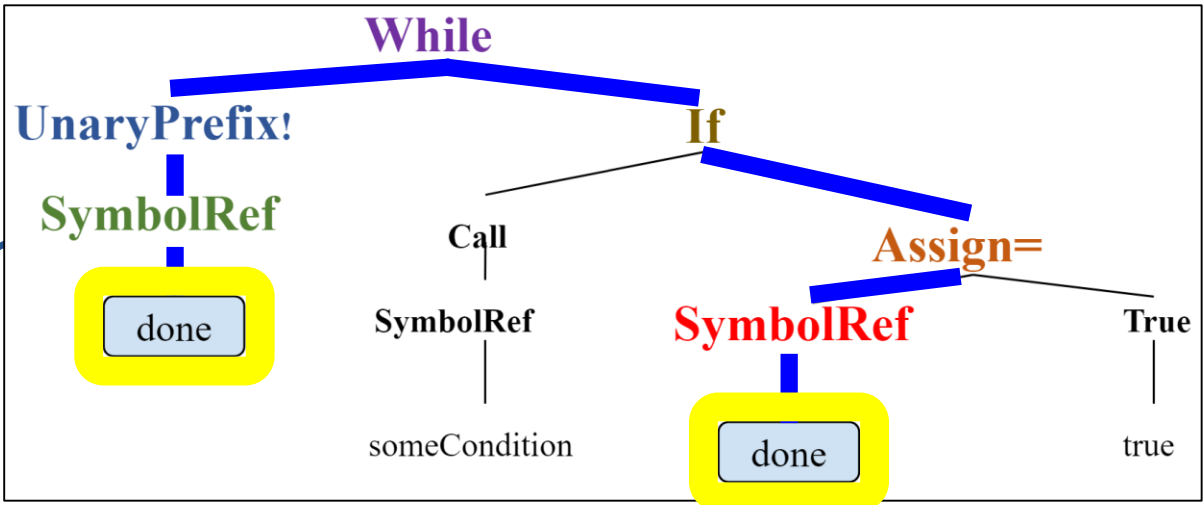 While
UnaryPrefix!
If
SymbolRef
Call
Assign=
done
SymbolRef
SymbolRef
True
someCondition
done
true